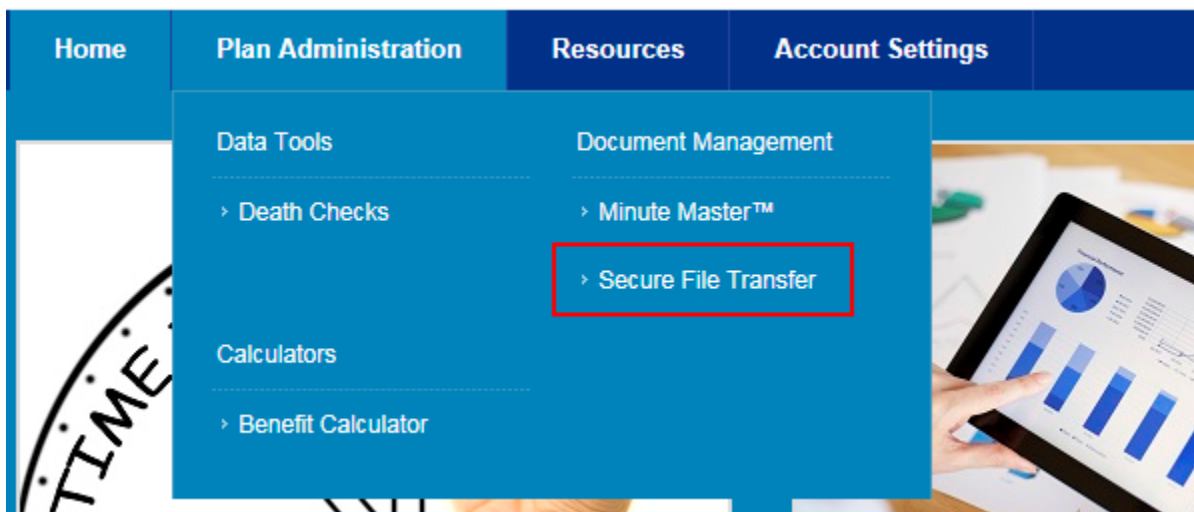 Home
Plan Administration
Resources
Account Settings
Data Tools
Document Management
Death Checks
Minute Master™
Secure File Transfer
Calculators
Benefit Calculator
TIME